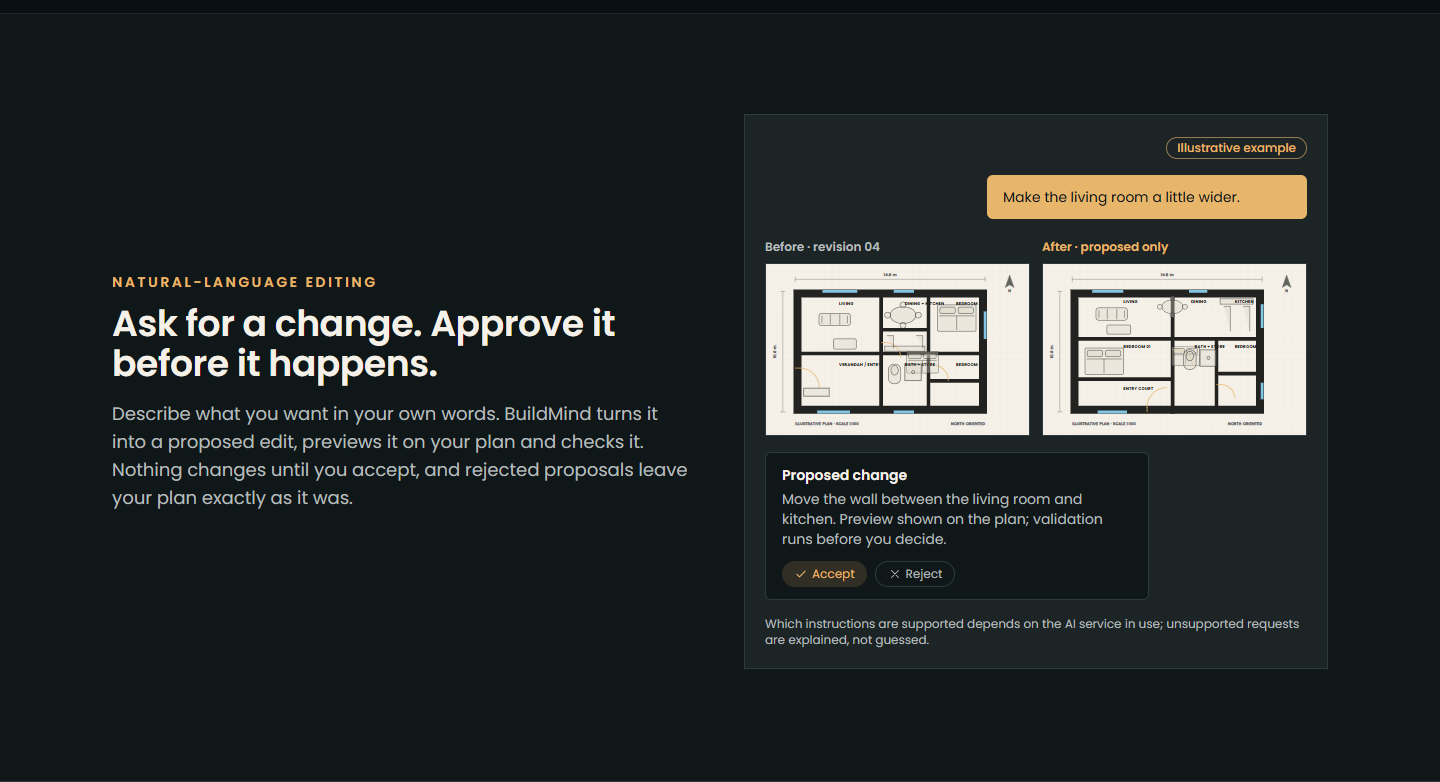 NATURAL-LANGUAGE EDITING
Ask for a change. Approve it
before it happens.
Describe what you want in your own words. BuildMind turns it
into a proposed edit, previews it on your plan and checks it.
Nothing changes until you accept, and rejected proposals leave
your plan exactly as it was.
Illustrative example
Make the living room a little wider.
Before · revision 04
14.8 m
N
LIVING
DINING + KITCHEN
BEDROOM
10.8 m
VERANDAH / ENTRY
BATH + STORE
BEDROOM
ILLUSTRATIVE PLAN · SCALE 1:100
NORTH ORIENTED
After · proposed only
14.8 m
N
LIVING
DINING
KITCHEN
10.8 m
BEDROOM 01
BATH + STORE
BEDROOM
ENTRY COURT
ILLUSTRATIVE PLAN · SCALE 1:100
NORTH ORIENTED
Proposed change
Move the wall between the living room and
kitchen. Preview shown on the plan; validation
runs before you decide.
Accept
Reject
Which instructions are supported depends on the AI service in use; unsupported requests
are explained, not guessed.